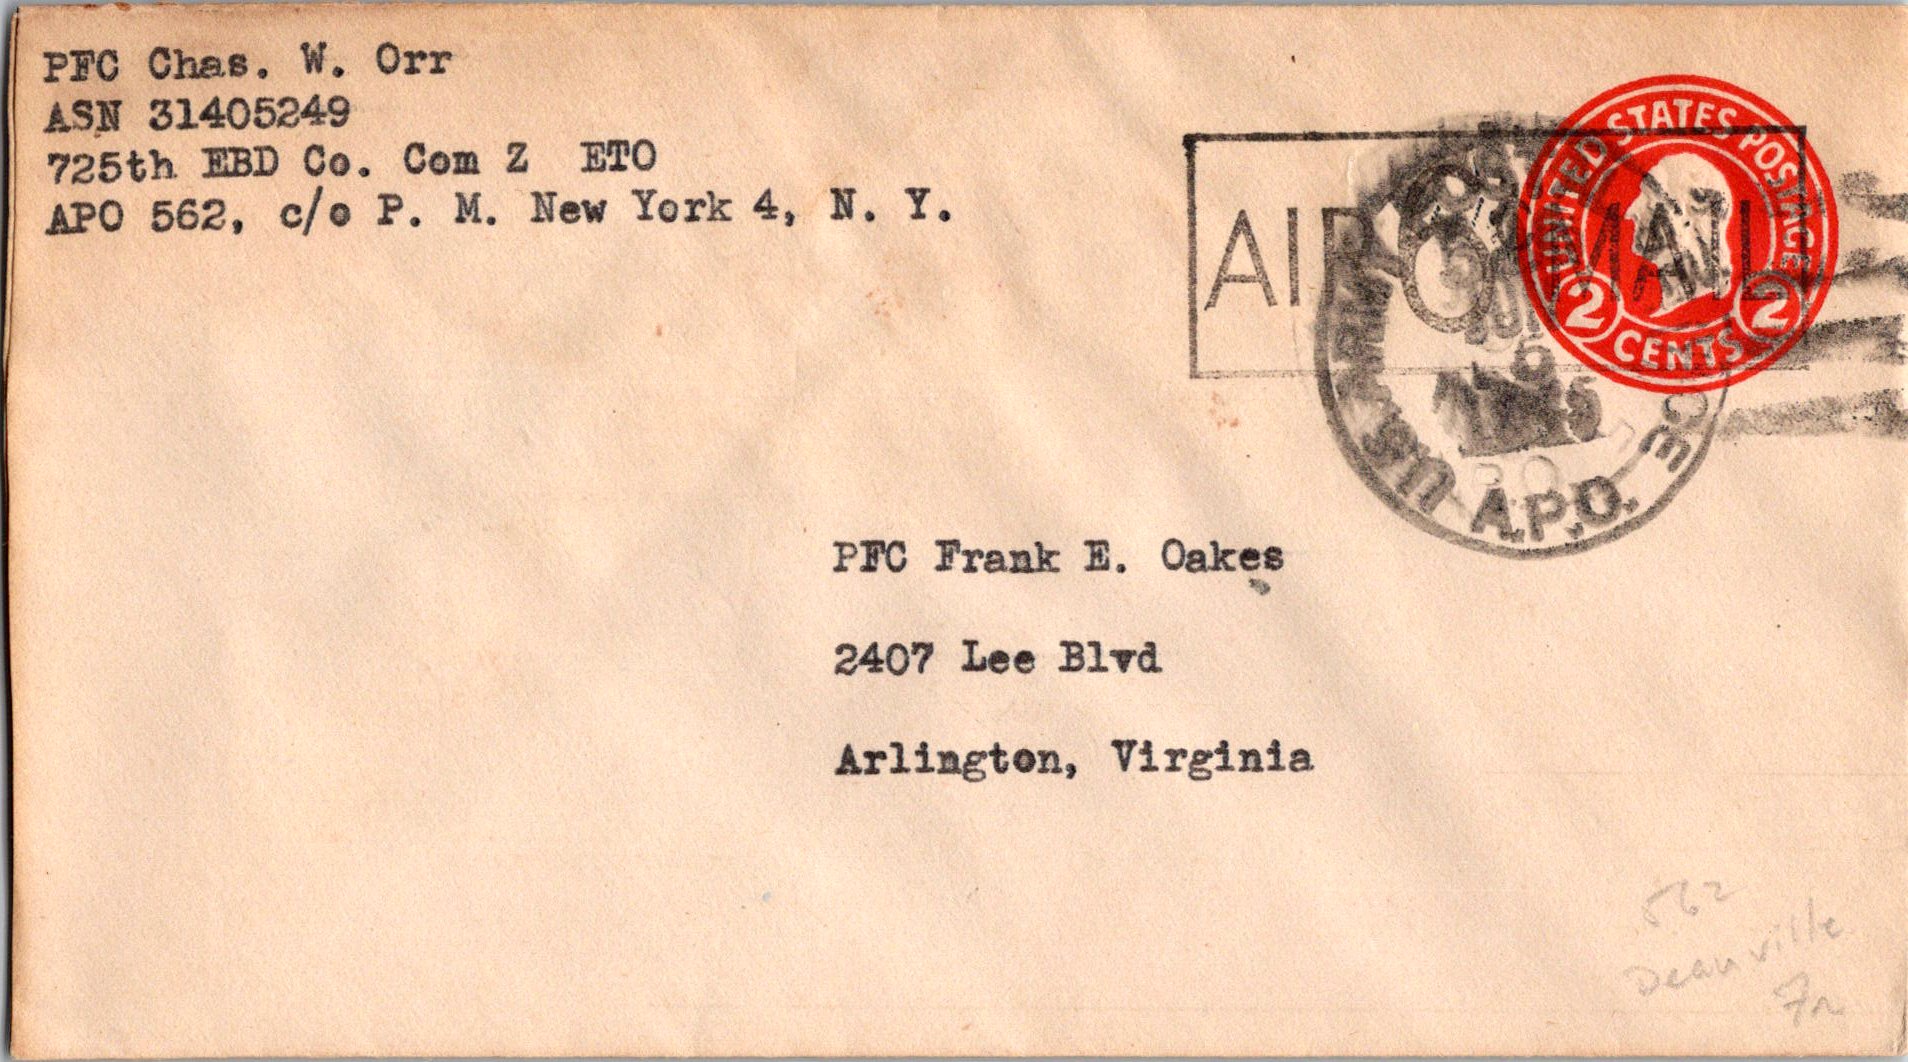 PFC Chas. W. Orr
ASN 31405249
725th EBD Co. Com Z ETO
APO 562, c/o P. M. New York 4, N. Y.
UNITED STATES POSTAGE
2 CENTS 2
AIR MAIL
U.S. ARMY
A.P.O.
PFC Frank E. Oakes
2407 Lee Blvd
Arlington, Virginia
562
Deauville
Fr